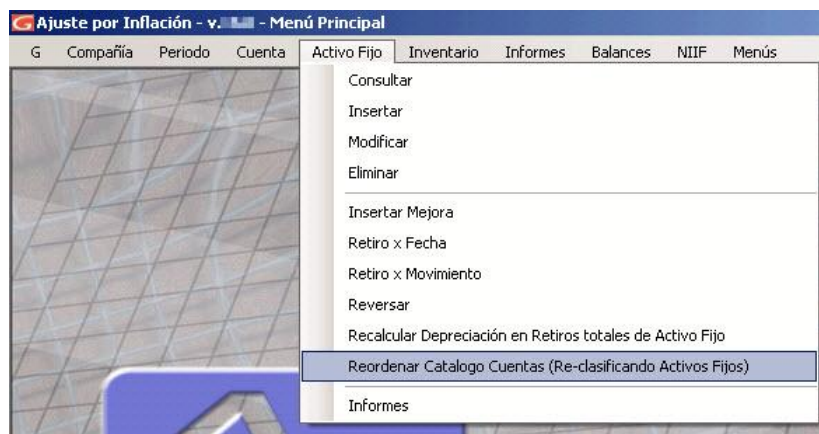 G Ajuste por Inflación - v. - Menú Principal
G Compañía Periodo Cuenta Activo Fijo Inventario Informes Balances NIIF Menús
Consultar
Insertar
Modificar
Eliminar
Insertar Mejora
Retiro x Fecha
Retiro x Movimiento
Reversar
Recalcular Depreciación en Retiros totales de Activo Fijo
Reordenar Catalogo Cuentas (Re-clasificando Activos Fijos)
Informes